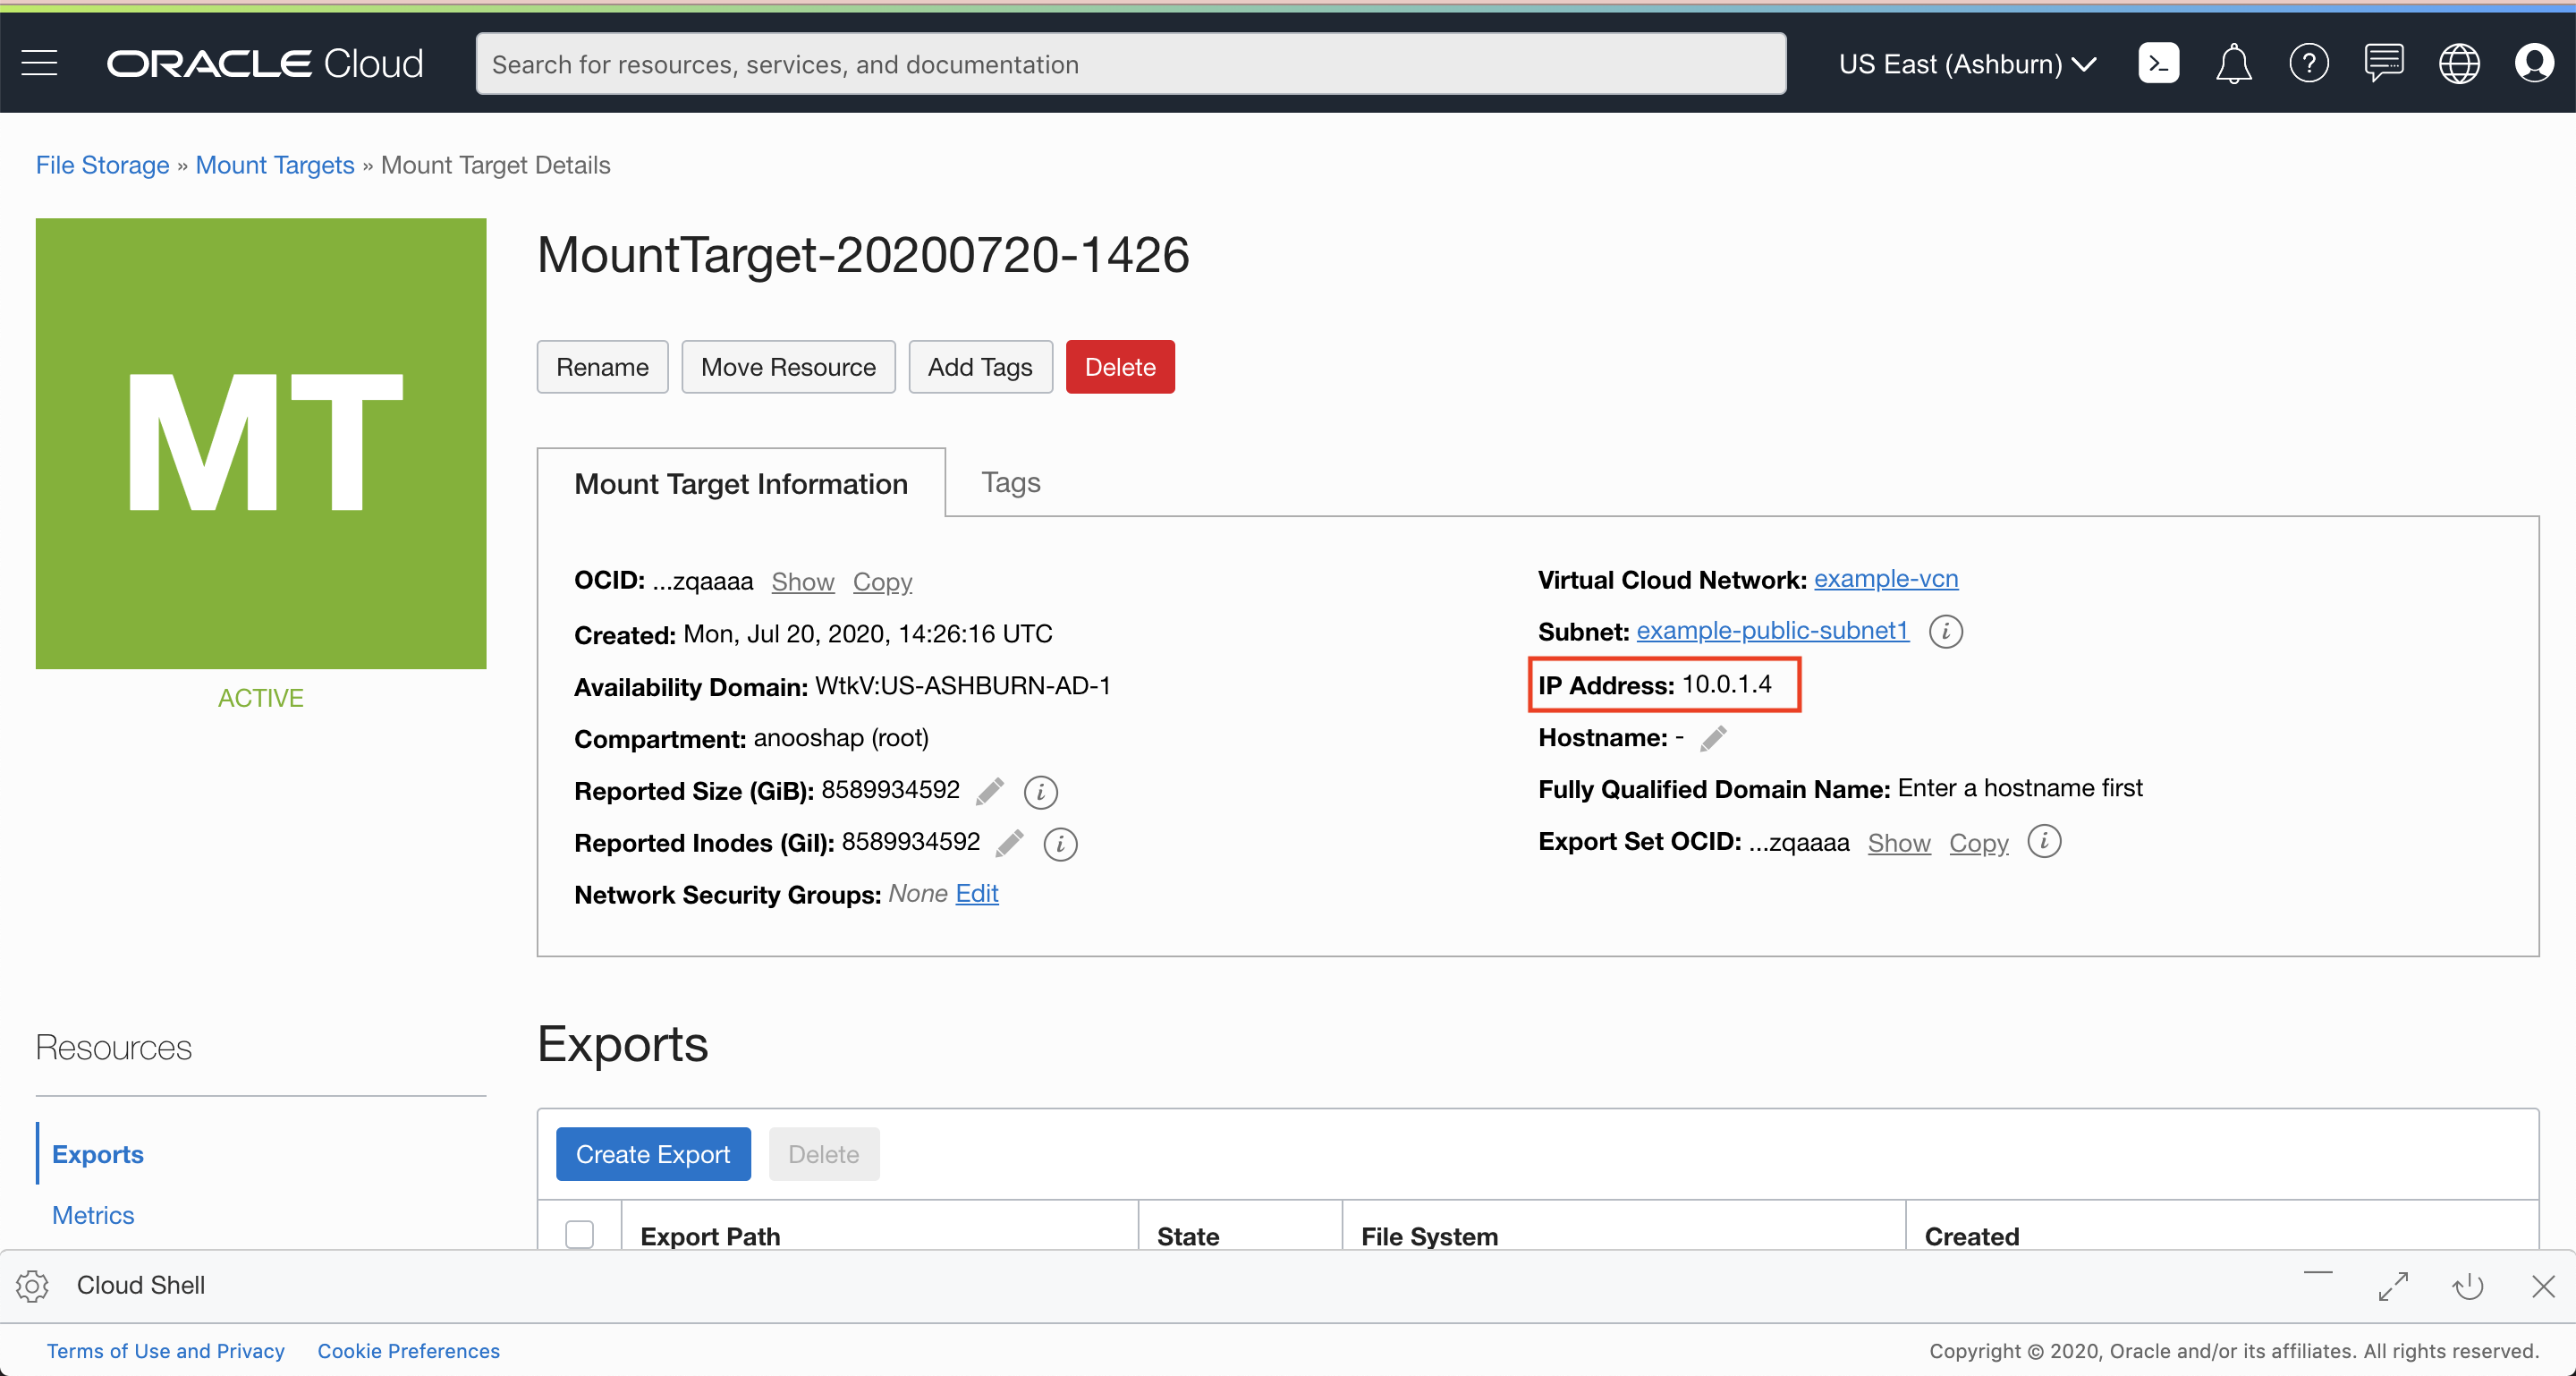 ORACLE Cloud
Search for resources, services, and documentation
US East (Ashburn)
File Storage » Mount Targets » Mount Target Details
MT
ACTIVE
MountTarget-20200720-1426
Rename Move Resource Add Tags Delete
Mount Target Information Tags
OCID: ...zqaaaa Show Copy
Created: Mon, Jul 20, 2020, 14:26:16 UTC
Availability Domain: WtkV:US-ASHBURN-AD-1
Compartment: anooshap (root)
Reported Size (GiB): 8589934592
Reported Inodes (GiI): 8589934592
Network Security Groups: None Edit
Virtual Cloud Network: example-vcn
Subnet: example-public-subnet1
IP Address: 10.0.1.4
Hostname: -
Fully Qualified Domain Name: Enter a hostname first
Export Set OCID: ...zqaaaa Show Copy
Resources
Exports
Metrics
Exports
Create Export Delete
Export Path State File System Created
Cloud Shell
Terms of Use and Privacy Cookie Preferences
Copyright © 2020, Oracle and/or its affiliates. All rights reserved.